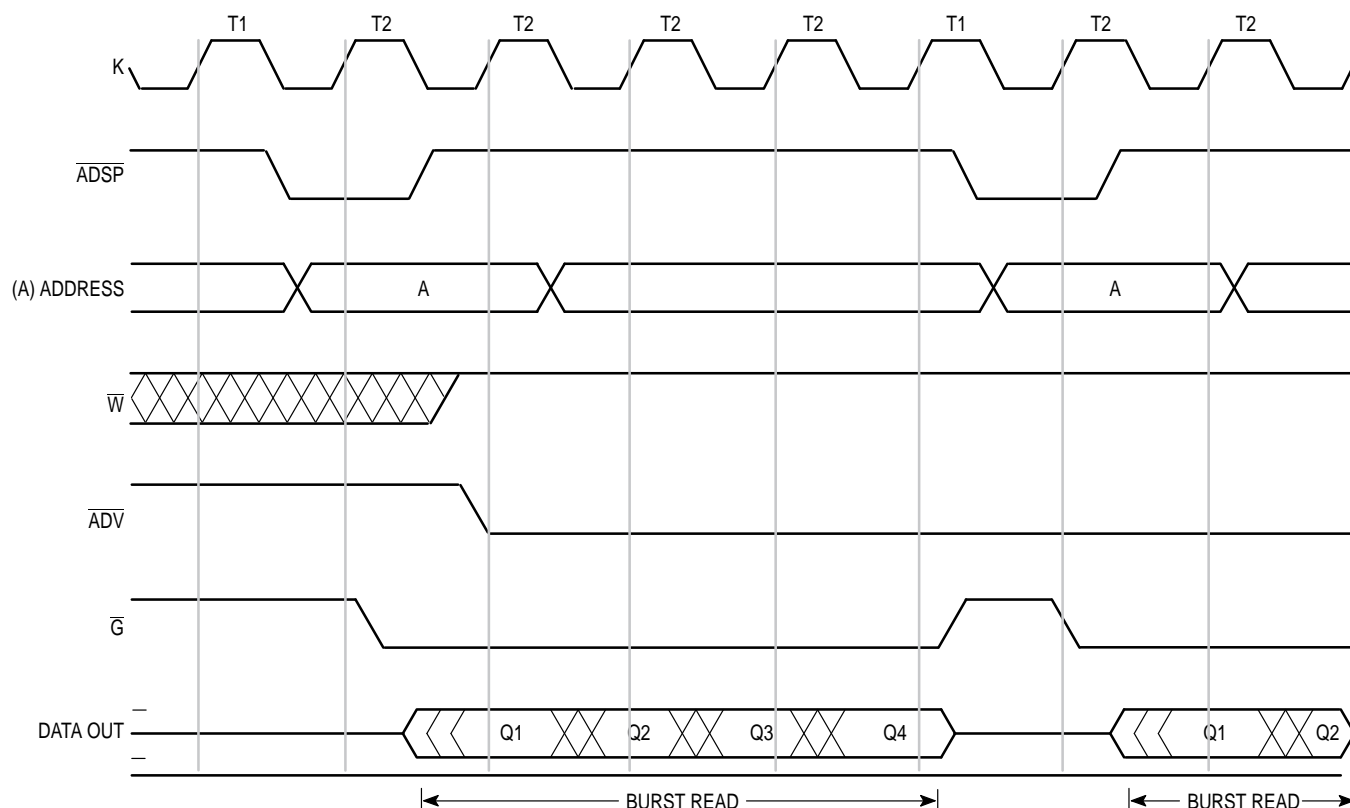 T1 T2 T2 T2 T2 T1 T2 T2
K
ADSP
(A) ADDRESS A A
W
ADV
G
DATA OUT Q1 Q2 Q3 Q4 Q1 Q2
BURST READ BURST READ